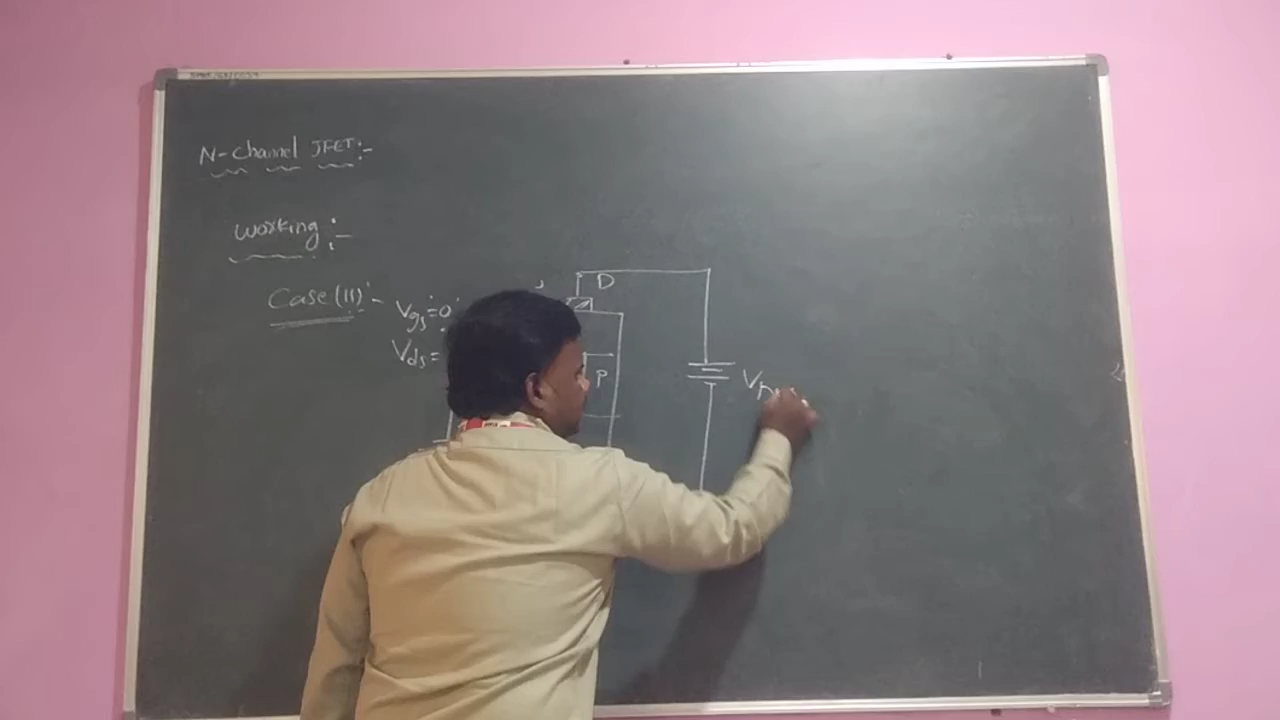 N-Channel JFET:-
Working :-
Case (II) :-
Vgs = 0
Vds =
D
P